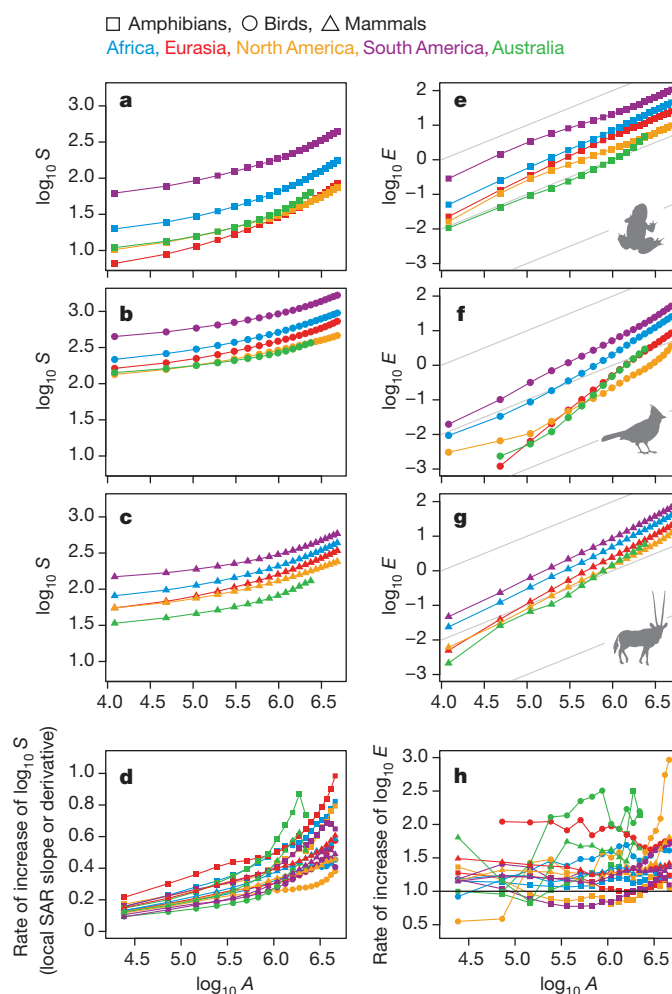 □ Amphibians, ○ Birds, △ Mammals
Africa, Eurasia, North America, South America, Australia
a
log10 S
3.0
2.5
2.0
1.5
1.0
e
log10 E
2
1
0
−1
−2
−3
b
log10 S
3.0
2.5
2.0
1.5
1.0
f
log10 E
2
1
0
−1
−2
−3
c
log10 S
3.0
2.5
2.0
1.5
1.0
4.0 4.5 5.0 5.5 6.0 6.5
g
log10 E
2
1
0
−1
−2
−3
4.0 4.5 5.0 5.5 6.0 6.5
d
Rate of increase of log10 S
(local SAR slope or derivative)
1.0
0.8
0.6
0.4
0.2
0
4.5 5.0 5.5 6.0 6.5
log10 A
h
Rate of increase of log10 E
3.0
2.5
2.0
1.5
1.0
0.5
4.5 5.0 5.5 6.0 6.5
log10 A